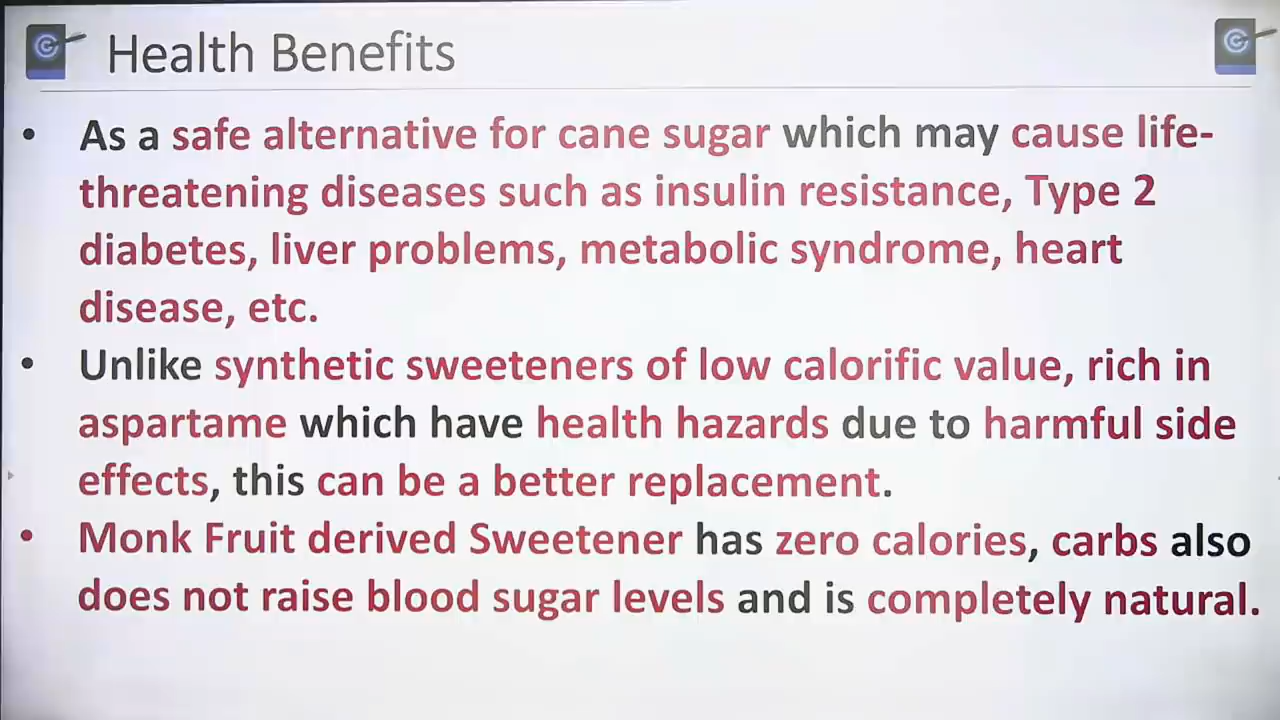 Health Benefits
• As a safe alternative for cane sugar which may cause life-
threatening diseases such as insulin resistance, Type 2
diabetes, liver problems, metabolic syndrome, heart
disease, etc.
• Unlike synthetic sweeteners of low calorific value, rich in
aspartame which have health hazards due to harmful side
effects, this can be a better replacement.
• Monk Fruit derived Sweetener has zero calories, carbs also
does not raise blood sugar levels and is completely natural.